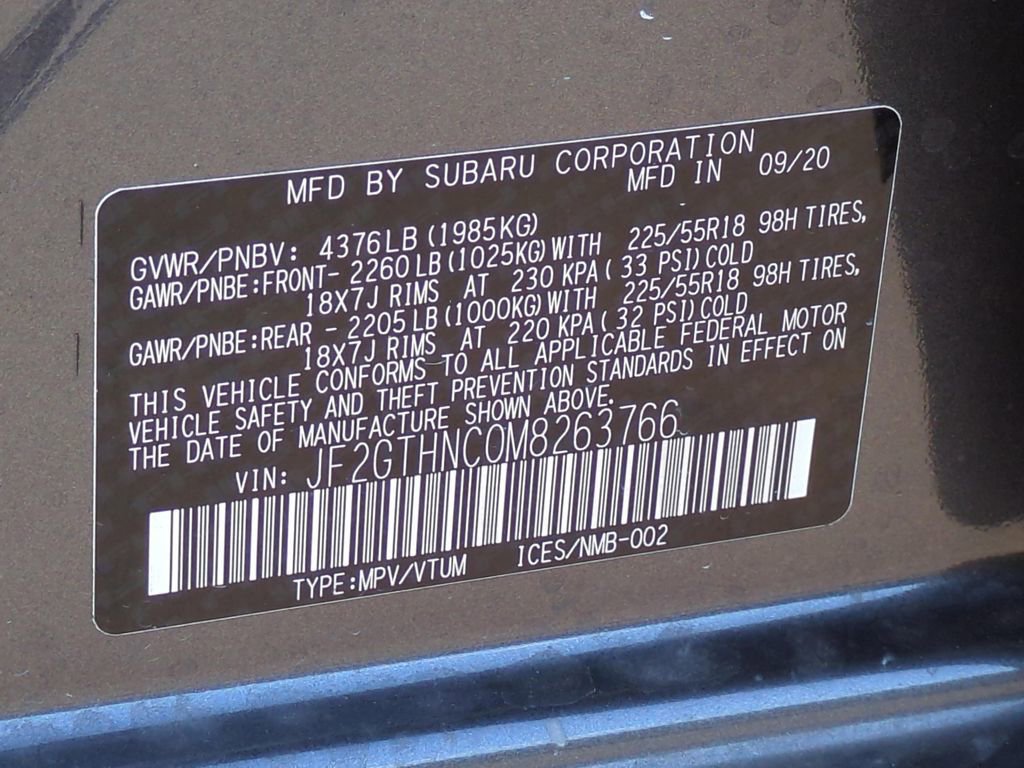 MFD BY SUBARU CORPORATION
MFD IN 09/20
GVWR/PNBV: 4376LB (1985KG)
GAWR/PNBE:FRONT- 2260 LB (1025KG) WITH 225/55R18 98H TIRES,
18X7J RIMS AT 230 KPA ( 33 PSI) COLD
GAWR/PNBE:REAR - 2205 LB (1000KG) WITH 225/55R18 98H TIRES,
18X7J RIMS AT 220 KPA ( 32 PSI) COLD
THIS VEHICLE CONFORMS TO ALL APPLICABLE FEDERAL MOTOR
VEHICLE SAFETY AND THEFT PREVENTION STANDARDS IN EFFECT ON
THE DATE OF MANUFACTURE SHOWN ABOVE.
VIN: JF2GTHNC0M8263766
TYPE:MPV/VTUM ICES/NMB-002